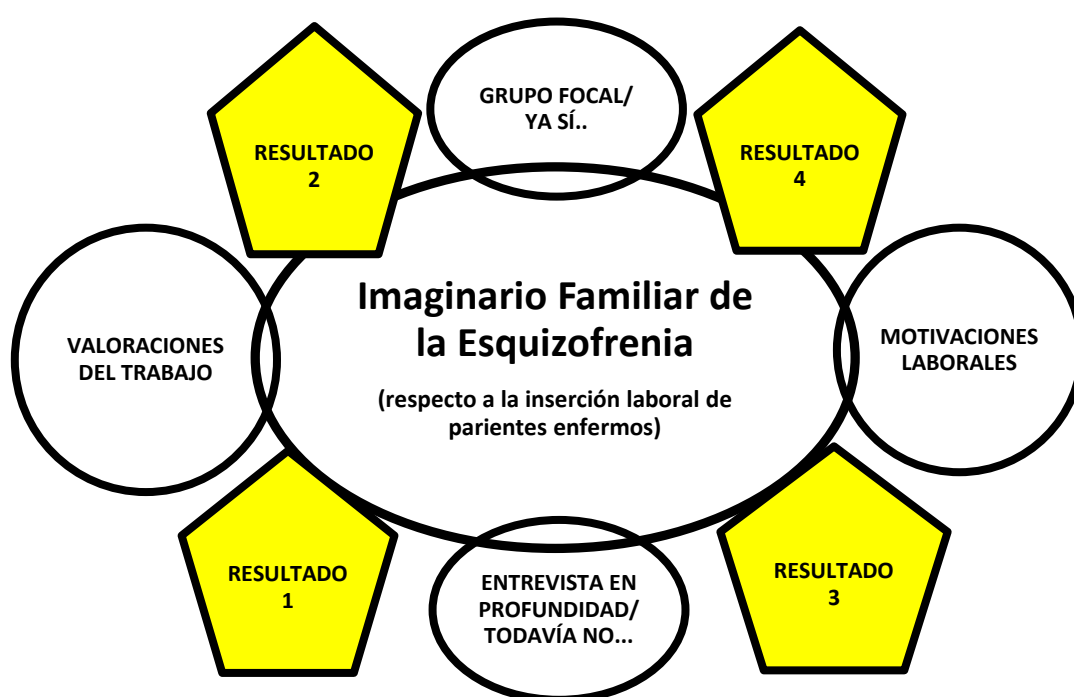 GRUPO FOCAL/
YA SÍ..
RESULTADO
2
RESULTADO
4
Imaginario Familiar de
la Esquizofrenia
(respecto a la inserción laboral de
parientes enfermos)
VALORACIONES
DEL TRABAJO
MOTIVACIONES
LABORALES
RESULTADO
1
ENTREVISTA EN
PROFUNDIDAD/
TODAVÍA NO...
RESULTADO
3